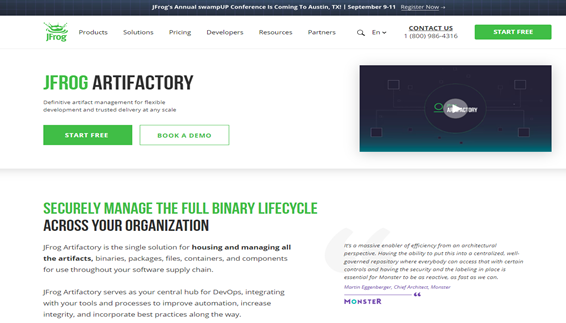 JFrog's Annual swampUP Conference Is Coming To Austin, TX! | September 9-11 Register Now →
JFrog
Products Solutions Pricing Developers Resources Partners
En
CONTACT US
1 (800) 986-4316
START FREE
JFROG ARTIFACTORY
Definitive artifact management for flexible
development and trusted delivery at any scale
START FREE
BOOK A DEMO
ARTIFACTORY
SECURELY MANAGE THE FULL BINARY LIFECYCLE
ACROSS YOUR ORGANIZATION
JFrog Artifactory is the single solution for housing and managing all
the artifacts, binaries, packages, files, containers, and components
for use throughout your software supply chain.
JFrog Artifactory serves as your central hub for DevOps, integrating
with your tools and processes to improve automation, increase
integrity, and incorporate best practices along the way.
It's a massive enabler of efficiency from an architectural
perspective. Having the ability to put this into a centralized, well-
governed repository where everybody can access that with certain
controls and having the security and the labeling in place is
essential for Monster to be as reactive, as fast as we can.
Martin Eggenberger, Chief Architect, Monster
MONSTER